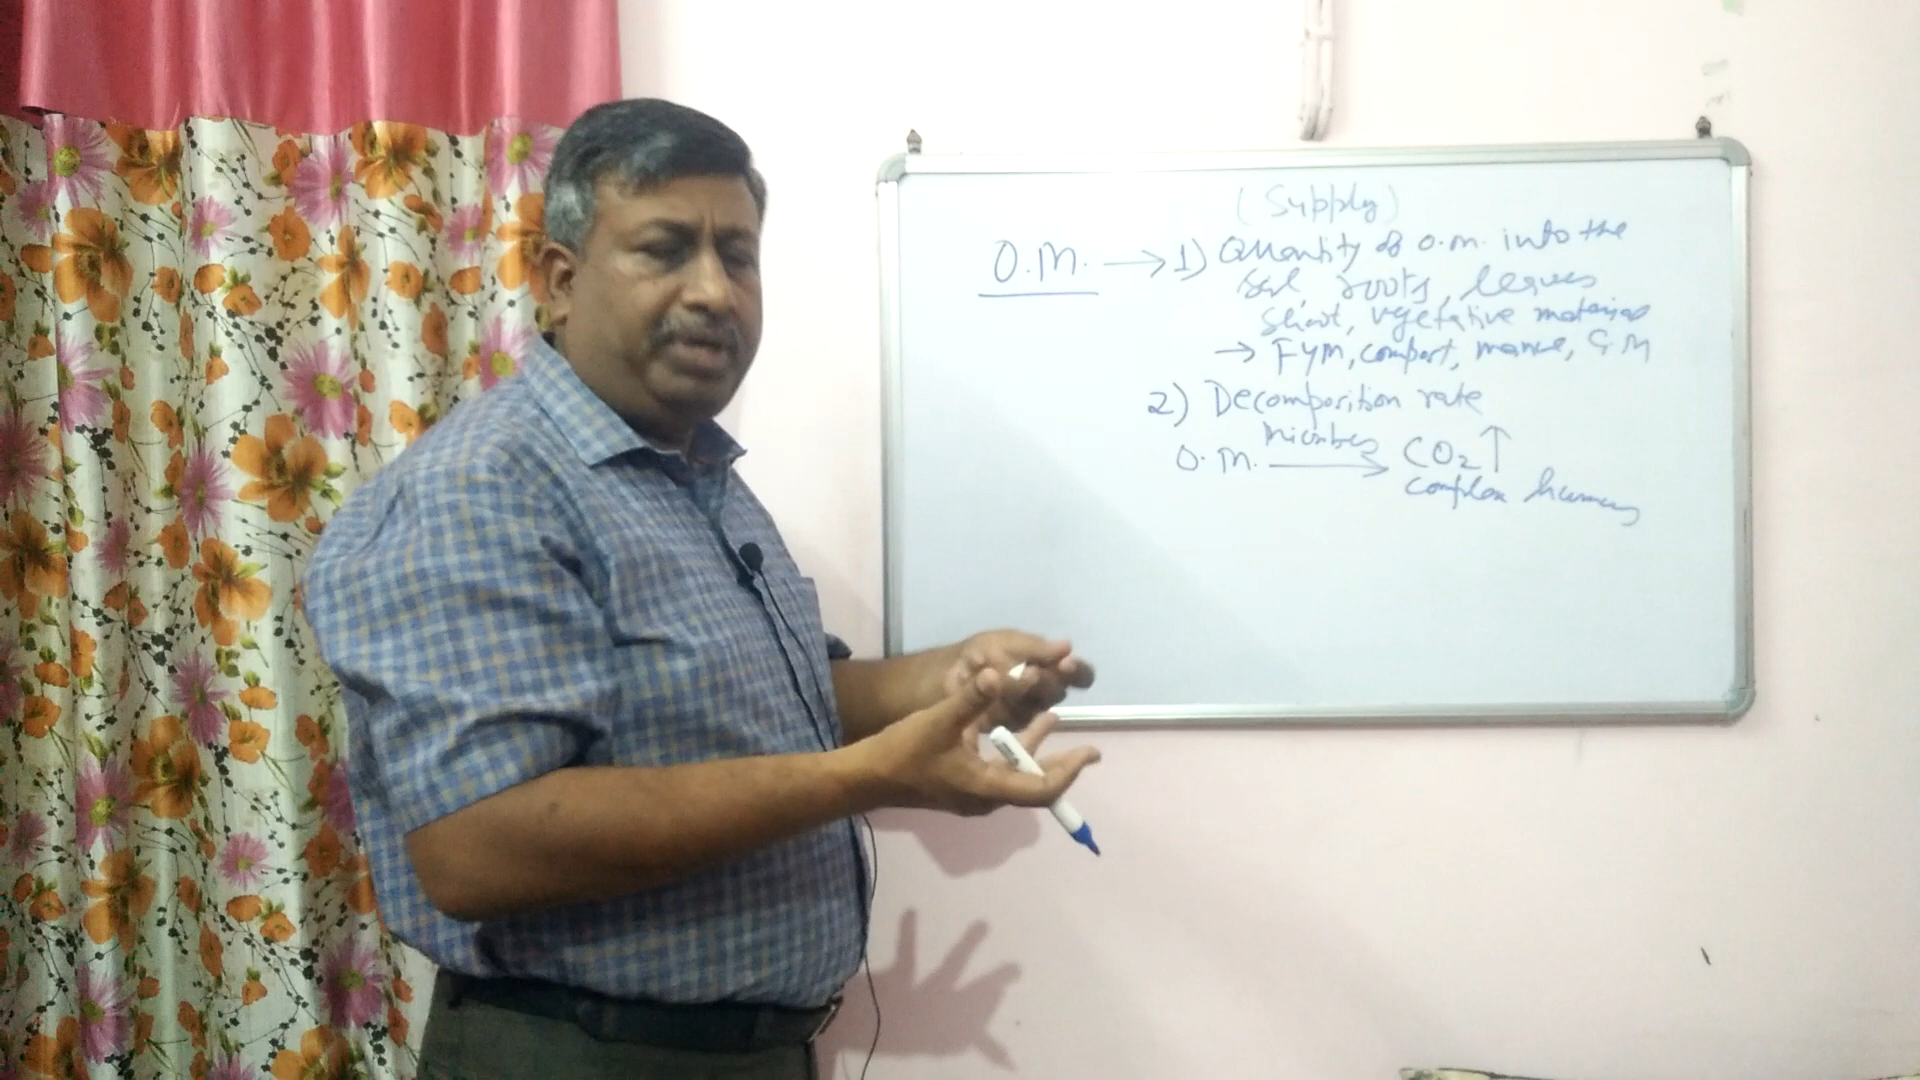 (Supply)
O.M. → 1) Quantity of O.M. into the
soil, roots, leaves
shoot, vegetative materials
→ FYM, compost, manure, G M
2) Decomposition rate
microbes
O.M. → CO2↑
complex humus